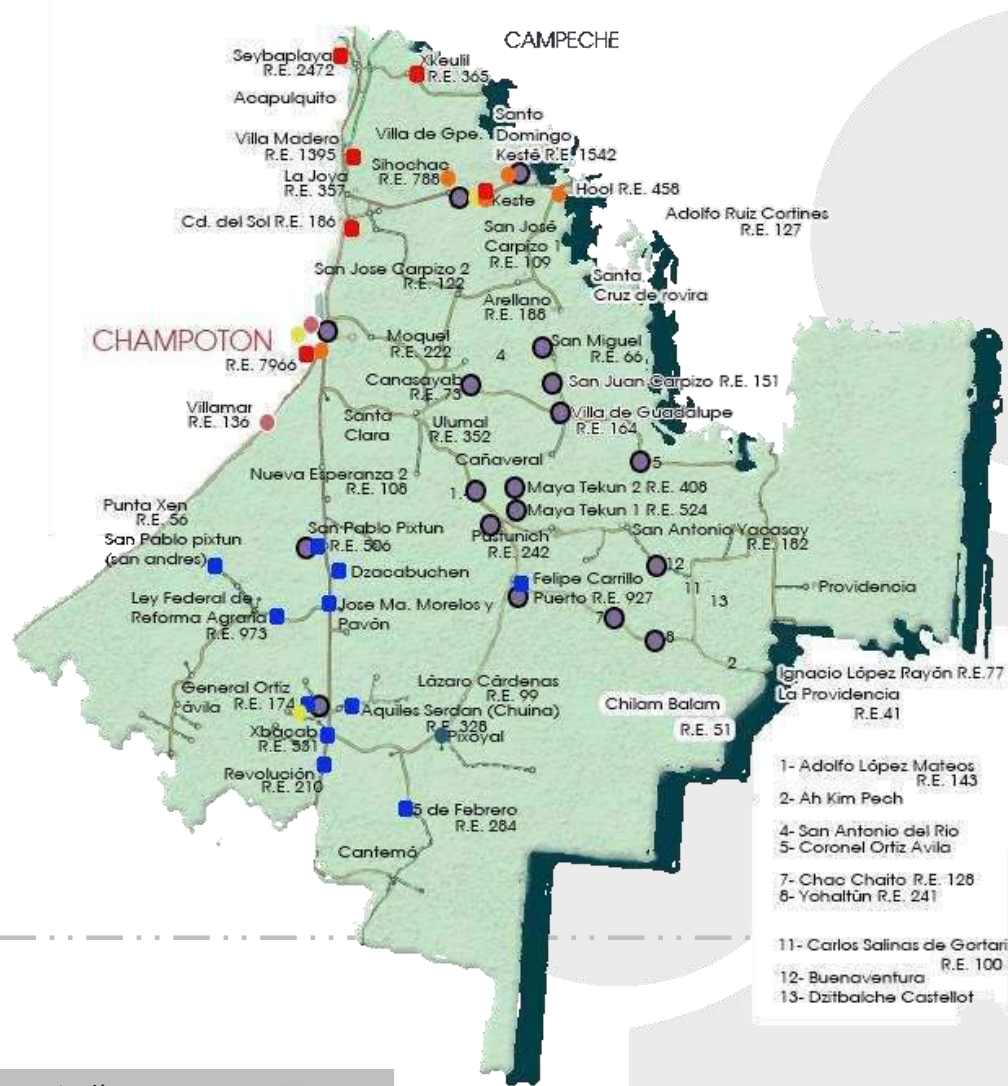 CAMPECHE
Seybaplaya
R.E. 2472
Xkeulil
R.E. 365
Acapulquito
Santo
Domingo
Kesté R.E. 1542
Villa de Gpe.
Villa Madero
R.E. 1395
Sihochac
R.E. 788
La Joya
R.E. 357
Keste
Hool R.E. 458
Cd. del Sol R.E. 186
Adolfo Ruiz Cortines
R.E. 127
San José
Carpizo 1
R.E. 109
San Jose Carpizo 2
R.E. 122
Santa
Cruz de rovira
Arellano
R.E. 188
CHAMPOTON
R.E. 7966
Moquel
R.E. 222
4
San Miguel
R.E. 66
Canasayab
R.E. 73
San Juan Carpizo R.E. 151
Villamar
R.E. 136
Santa
Clara
Ulumal
R.E. 352
Villa de Guadalupe
R.E. 164
Cañaveral
5
Nueva Esperanza 2
R.E. 108
1.
Maya Tekun 2 R.E. 408
Maya Tekun 1 R.E. 524
Punta Xen
R.E. 56
San Pablo Pixtun
R.E. 506
Pustunich
R.E. 242
San Antonio Yacasay
R.E. 182
San Pablo pixtun
(san andres)
Dzacabuchen
12
11
13
Providencia
Felipe Carrillo
Puerto R.E. 927
Ley Federal de
Reforma Agraria
R.E. 973
Jose Ma. Morelos y
Pavón
7
8
2
Ignacio López Rayón R.E.77
La Providencia
R.E.41
General Ortíz
ávila
R.E. 174
Lázaro Cárdenas
R.E. 99
Aquiles Serdan (Chuina)
R.E. 328
Chilam Balam
R.E. 51
Xbacab
R.E. 531
Pixoyal
Revolución
R.E. 210
5 de Febrero
R.E. 284
Cantemó
1- Adolfo López Mateos
R.E. 143
2- Ah Kim Pech
4- San Antonio del Rio
5- Coronel Ortiz Avila
7- Chac Chaito R.E. 128
8- Yohaltún R.E. 241
11- Carlos Salinas de Gortari
R.E. 100
12- Buenaventura
13- Dzitbalche Castellot